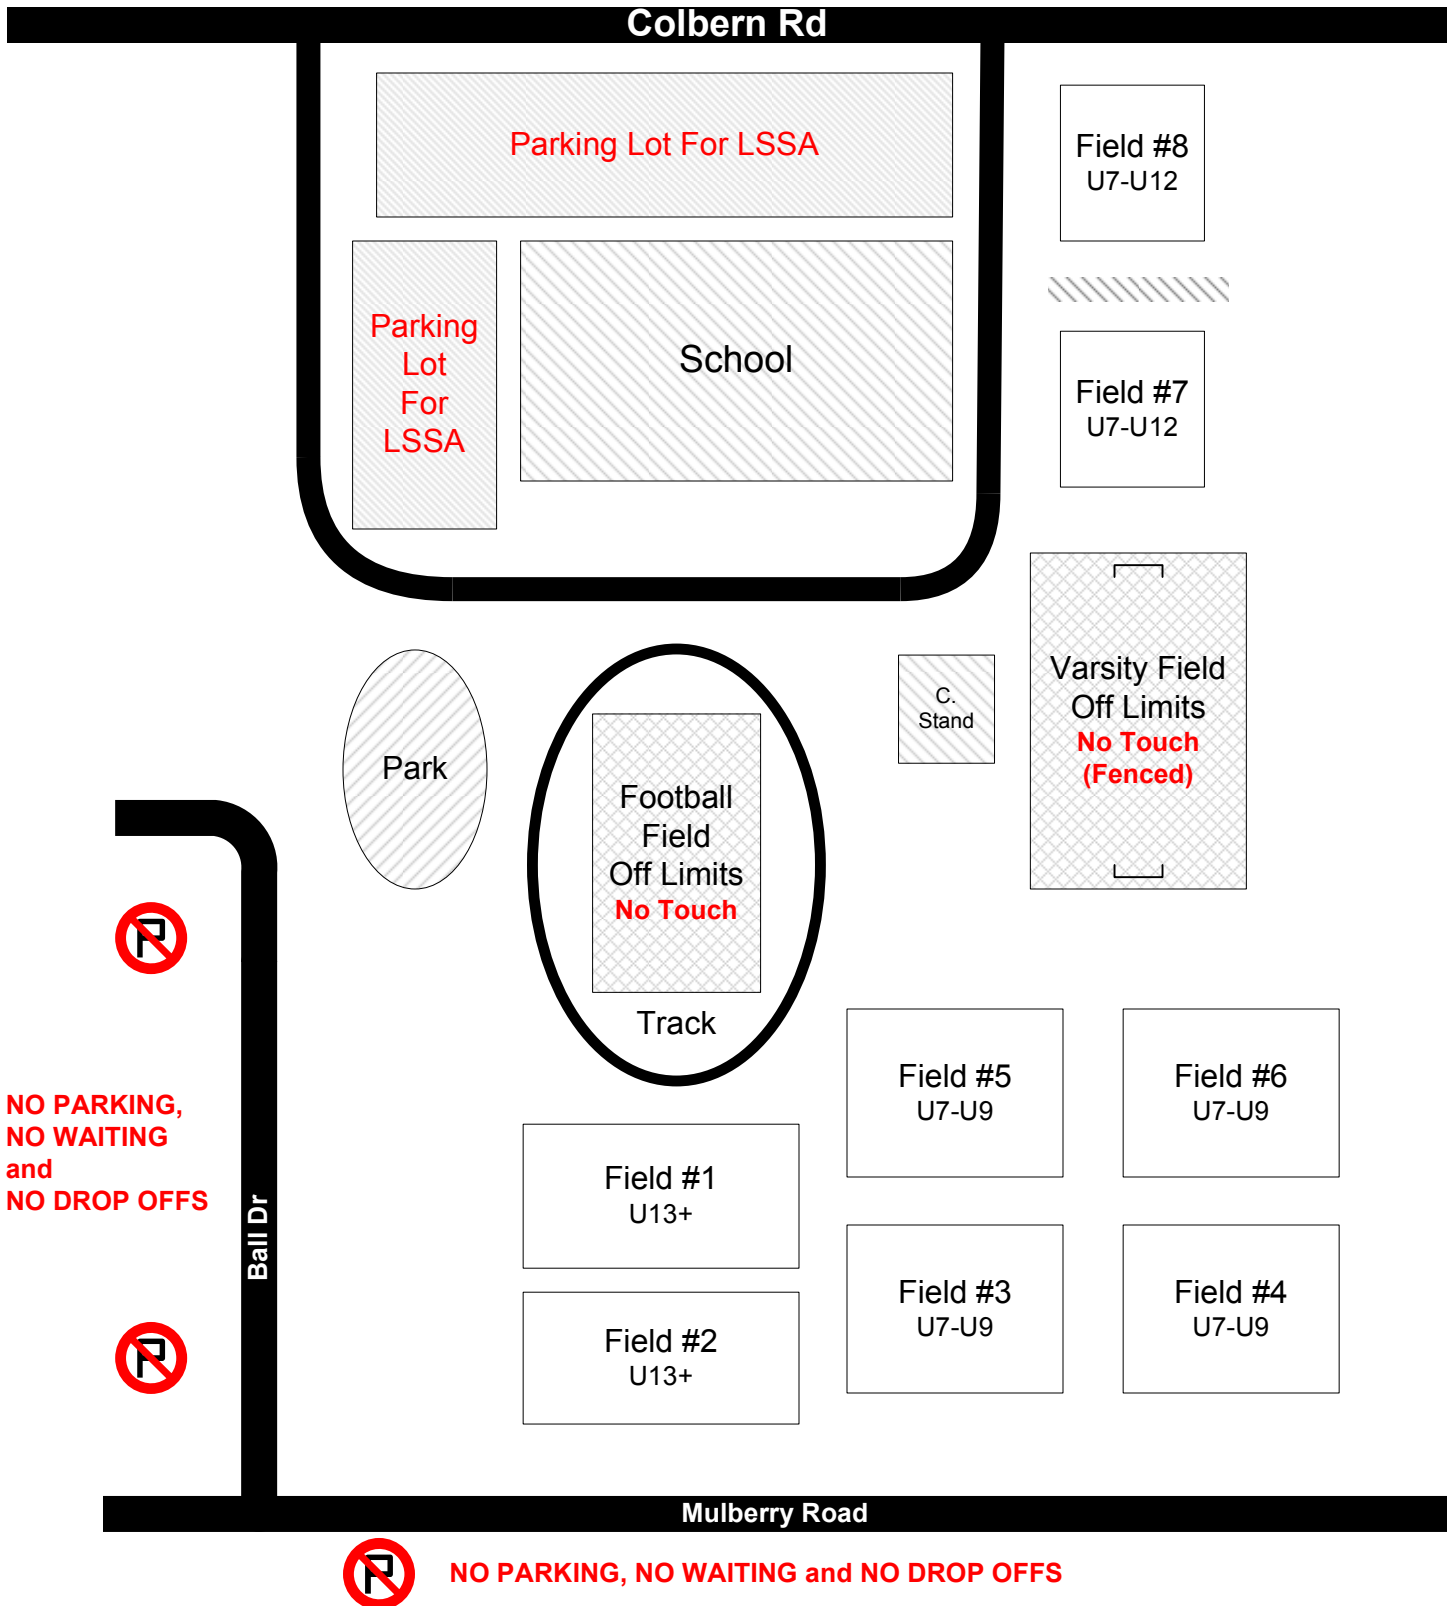 Colbern Rd
Parking Lot For LSSA
Field #8
U7-U12
Parking
Lot
For
LSSA
School
Field #7
U7-U12
Varsity Field
Off Limits
No Touch
(Fenced)
C.
Stand
Park
Football
Field
Off Limits
No Touch
Track
P
NO PARKING,
NO WAITING
and
NO DROP OFFS
Ball Dr
Field #5
U7-U9
Field #6
U7-U9
Field #1
U13+
Field #3
U7-U9
Field #4
U7-U9
Field #2
U13+
P
Mulberry Road
P
NO PARKING, NO WAITING and NO DROP OFFS